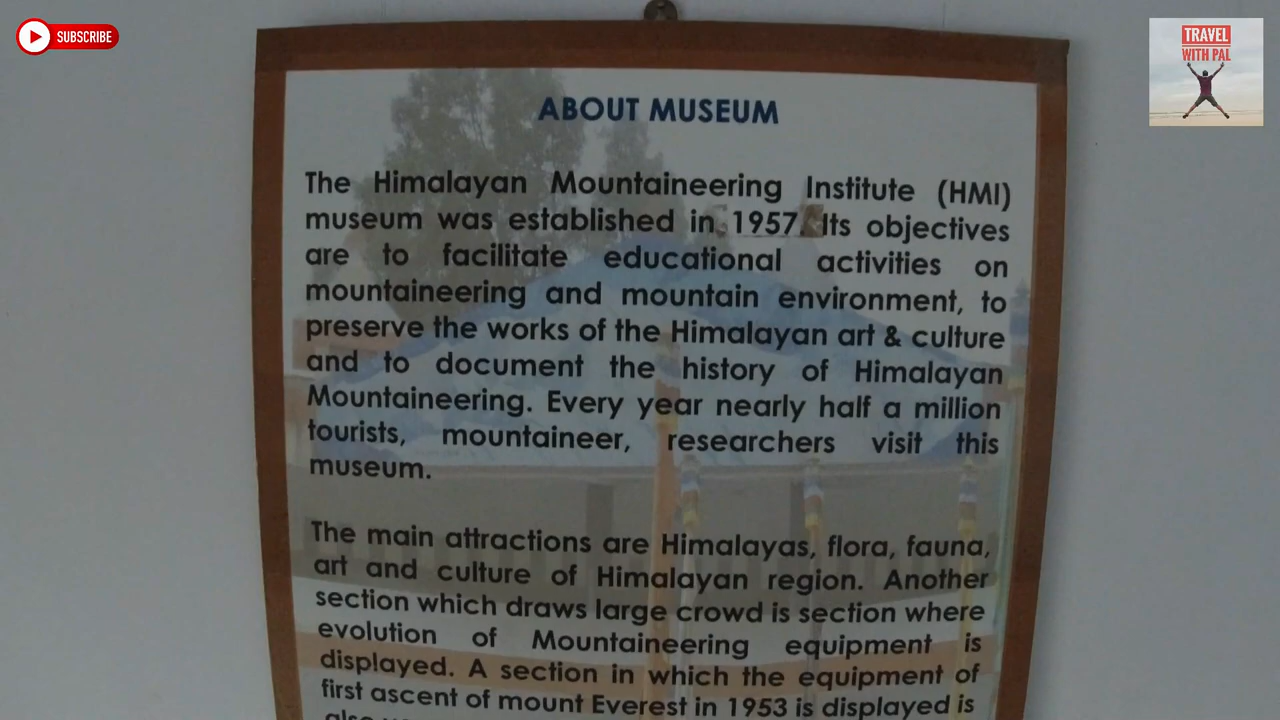 SUBSCRIBE
TRAVEL
WITH PAL
ABOUT MUSEUM
The Himalayan Mountaineering Institute (HMI)
museum was established in 1957. Its objectives
are to facilitate educational activities on
mountaineering and mountain environment, to
preserve the works of the Himalayan art & culture
and to document the history of Himalayan
Mountaineering. Every year nearly half a million
tourists, mountaineer, researchers visit this
museum.
The main attractions are Himalayas, flora, fauna,
art and culture of Himalayan region. Another
section which draws large crowd is section where
evolution of Mountaineering equipment is
displayed. A section in which the equipment of
first ascent of mount Everest in 1953 is displayed is